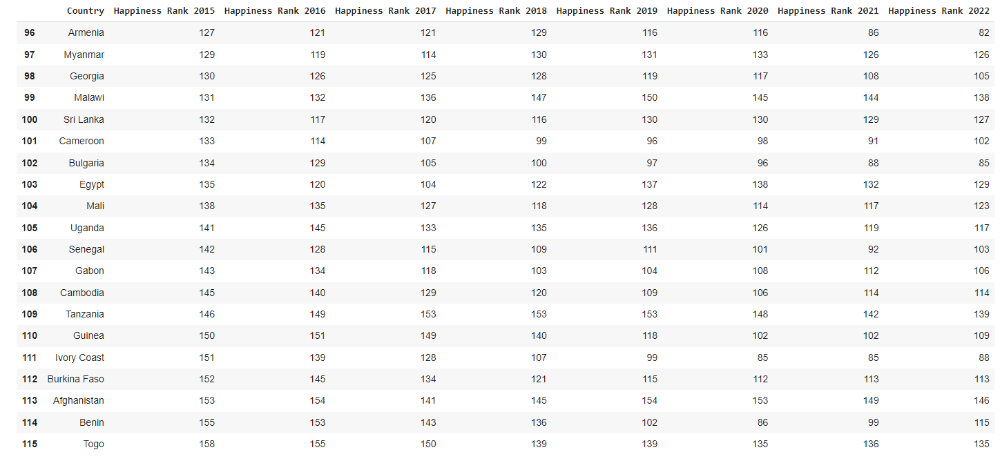 Country Happiness Rank 2015 Happiness Rank 2016 Happiness Rank 2017 Happiness Rank 2018 Happiness Rank 2019 Happiness Rank 2020 Happiness Rank 2021 Happiness Rank 2022
96 Armenia 127 121 121 129 116 116 86 82
97 Myanmar 129 119 114 130 131 133 126 126
98 Georgia 130 126 125 128 119 117 108 105
99 Malawi 131 132 136 147 150 145 144 138
100 Sri Lanka 132 117 120 116 130 130 129 127
101 Cameroon 133 114 107 99 96 98 91 102
102 Bulgaria 134 129 105 100 97 96 88 85
103 Egypt 135 120 104 122 137 138 132 129
104 Mali 138 135 127 118 128 114 117 123
105 Uganda 141 145 133 135 136 126 119 117
106 Senegal 142 128 115 109 111 101 92 103
107 Gabon 143 134 118 103 104 108 112 106
108 Cambodia 145 140 129 120 109 106 114 114
109 Tanzania 146 149 153 153 153 148 142 139
110 Guinea 150 151 149 140 118 102 102 109
111 Ivory Coast 151 139 128 107 99 85 85 88
112 Burkina Faso 152 145 134 121 115 112 113 113
113 Afghanistan 153 154 141 145 154 153 149 146
114 Benin 155 153 143 136 102 86 99 115
115 Togo 158 155 150 139 139 135 136 135